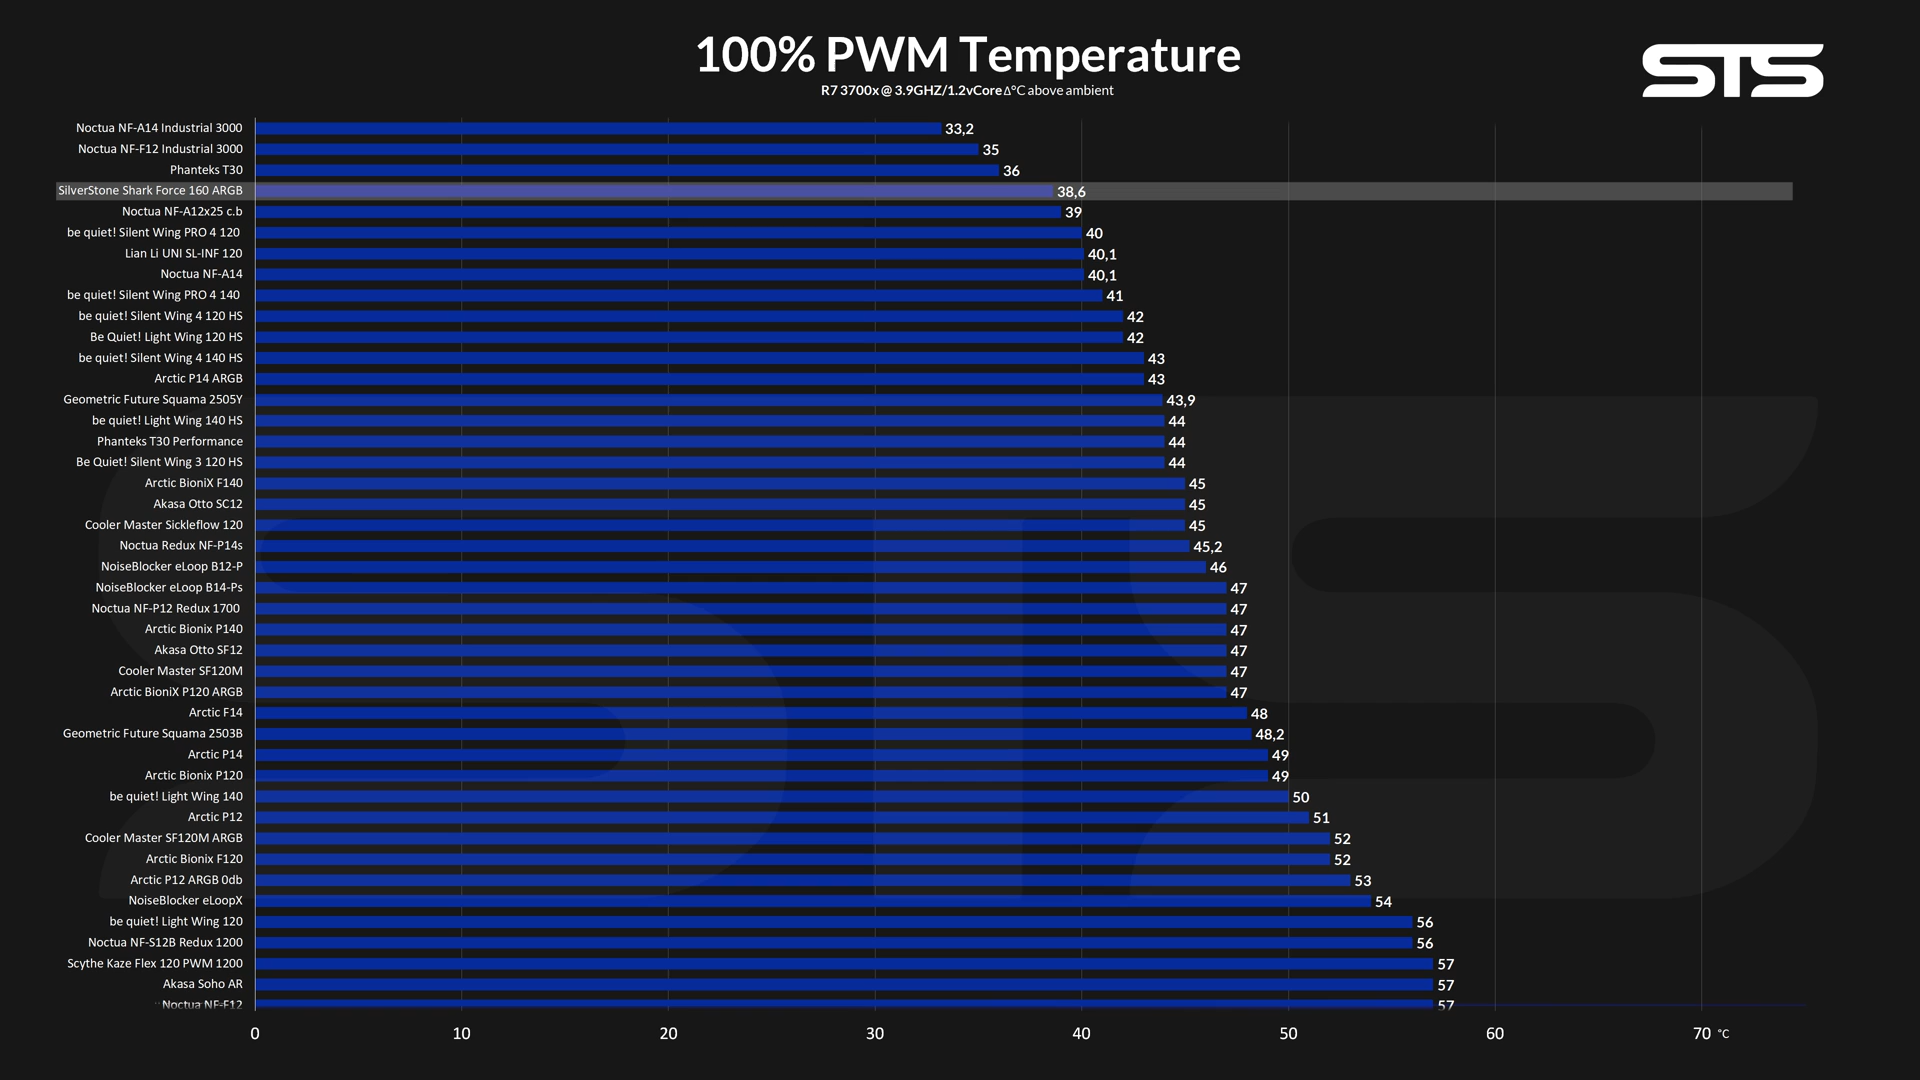 100% PWM Temperature
STS
R7 3700x @ 3.9GHZ/1.2vCore Δ°C above ambient
Noctua NF-A14 Industrial 3000 33,2
Noctua NF-F12 Industrial 3000 35
Phanteks T30 36
SilverStone Shark Force 160 ARGB 38,6
Noctua NF-A12x25 c.b 39
be quiet! Silent Wing PRO 4 120 40
Lian Li UNI SL-INF 120 40,1
Noctua NF-A14 40,1
be quiet! Silent Wing PRO 4 140 41
be quiet! Silent Wing 4 120 HS 42
Be Quiet! Light Wing 120 HS 42
be quiet! Silent Wing 4 140 HS 43
Arctic P14 ARGB 43
Geometric Future Squama 2505Y 43,9
be quiet! Light Wing 140 HS 44
Phanteks T30 Performance 44
Be Quiet! Silent Wing 3 120 HS 44
Arctic BioniX F140 45
Akasa Otto SC12 45
Cooler Master Sickleflow 120 45
Noctua Redux NF-P14s 45,2
NoiseBlocker eLoop B12-P 46
NoiseBlocker eLoop B14-Ps 47
Noctua NF-P12 Redux 1700 47
Arctic Bionix P140 47
Akasa Otto SF12 47
Cooler Master SF120M 47
Arctic BioniX P120 ARGB 47
Arctic F14 48
Geometric Future Squama 2503B 48,2
Arctic P14 49
Arctic Bionix P120 49
be quiet! Light Wing 140 50
Arctic P12 51
Cooler Master SF120M ARGB 52
Arctic Bionix F120 52
Arctic P12 ARGB 0db 53
NoiseBlocker eLoopX 54
be quiet! Light Wing 120 56
Noctua NF-S12B Redux 1200 56
Scythe Kaze Flex 120 PWM 1200 57
Akasa Soho AR 57
Noctua NF-F12 57
0 10 20 30 40 50 60 70 °C